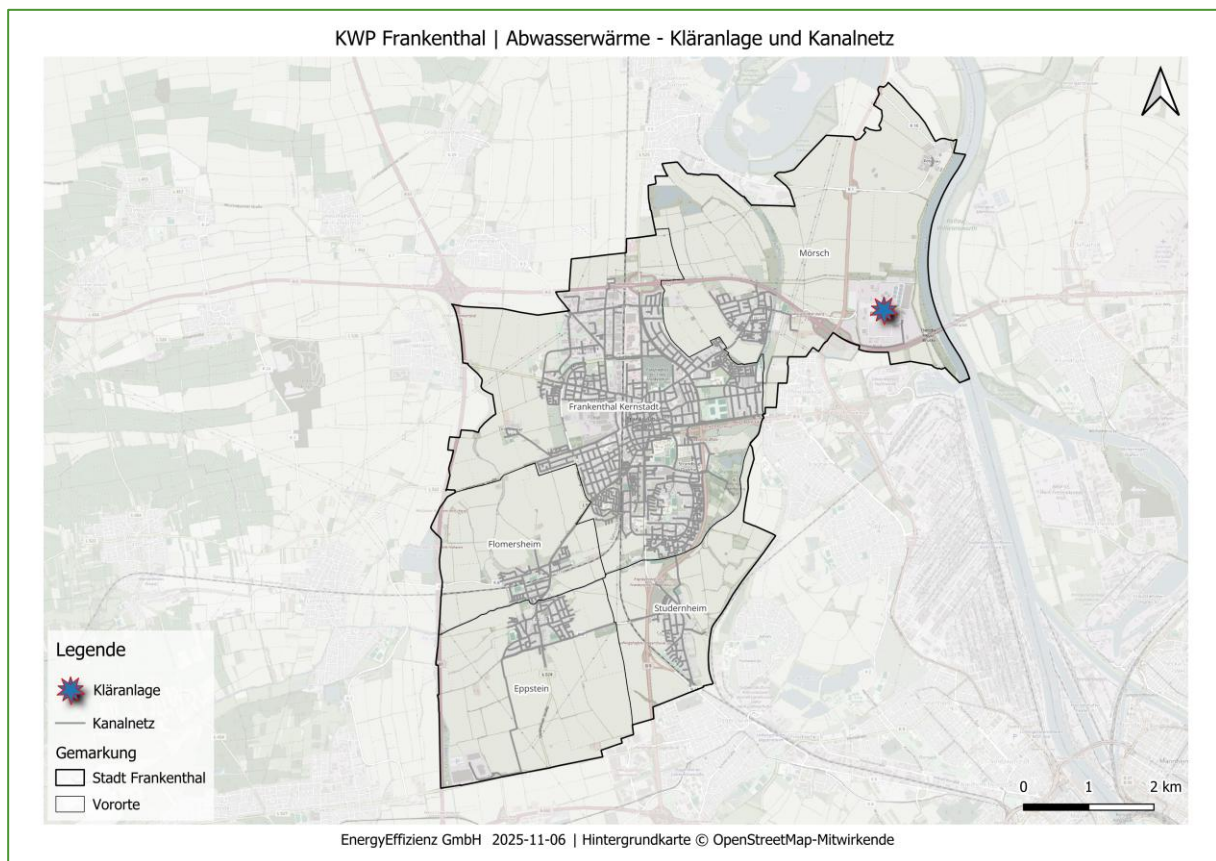 KWP Frankenthal | Abwasserwärme - Kläranlage und Kanalnetz
Mörsch
Frankenthal Kernstadt
Flomersheim
Studernheim
Eppstein
Legende
Kläranlage
Kanalnetz
Gemarkung
Stadt Frankenthal
Vororte
0 1 2 km
EnergyEffizienz GmbH 2025-11-06 | Hintergrundkarte © OpenStreetMap-Mitwirkende